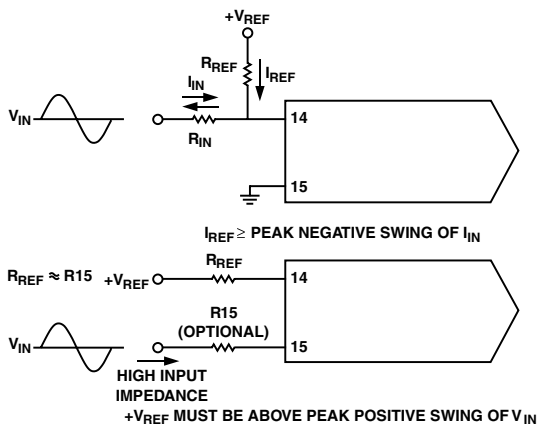 +VREF
RREF
IREF
IIN
VIN
RIN
14
15
IREF ≥ PEAK NEGATIVE SWING OF IIN
RREF ≈ R15
+VREF
RREF
14
R15
(OPTIONAL)
VIN
15
HIGH INPUT
IMPEDANCE
+VREF MUST BE ABOVE PEAK POSITIVE SWING OF VIN